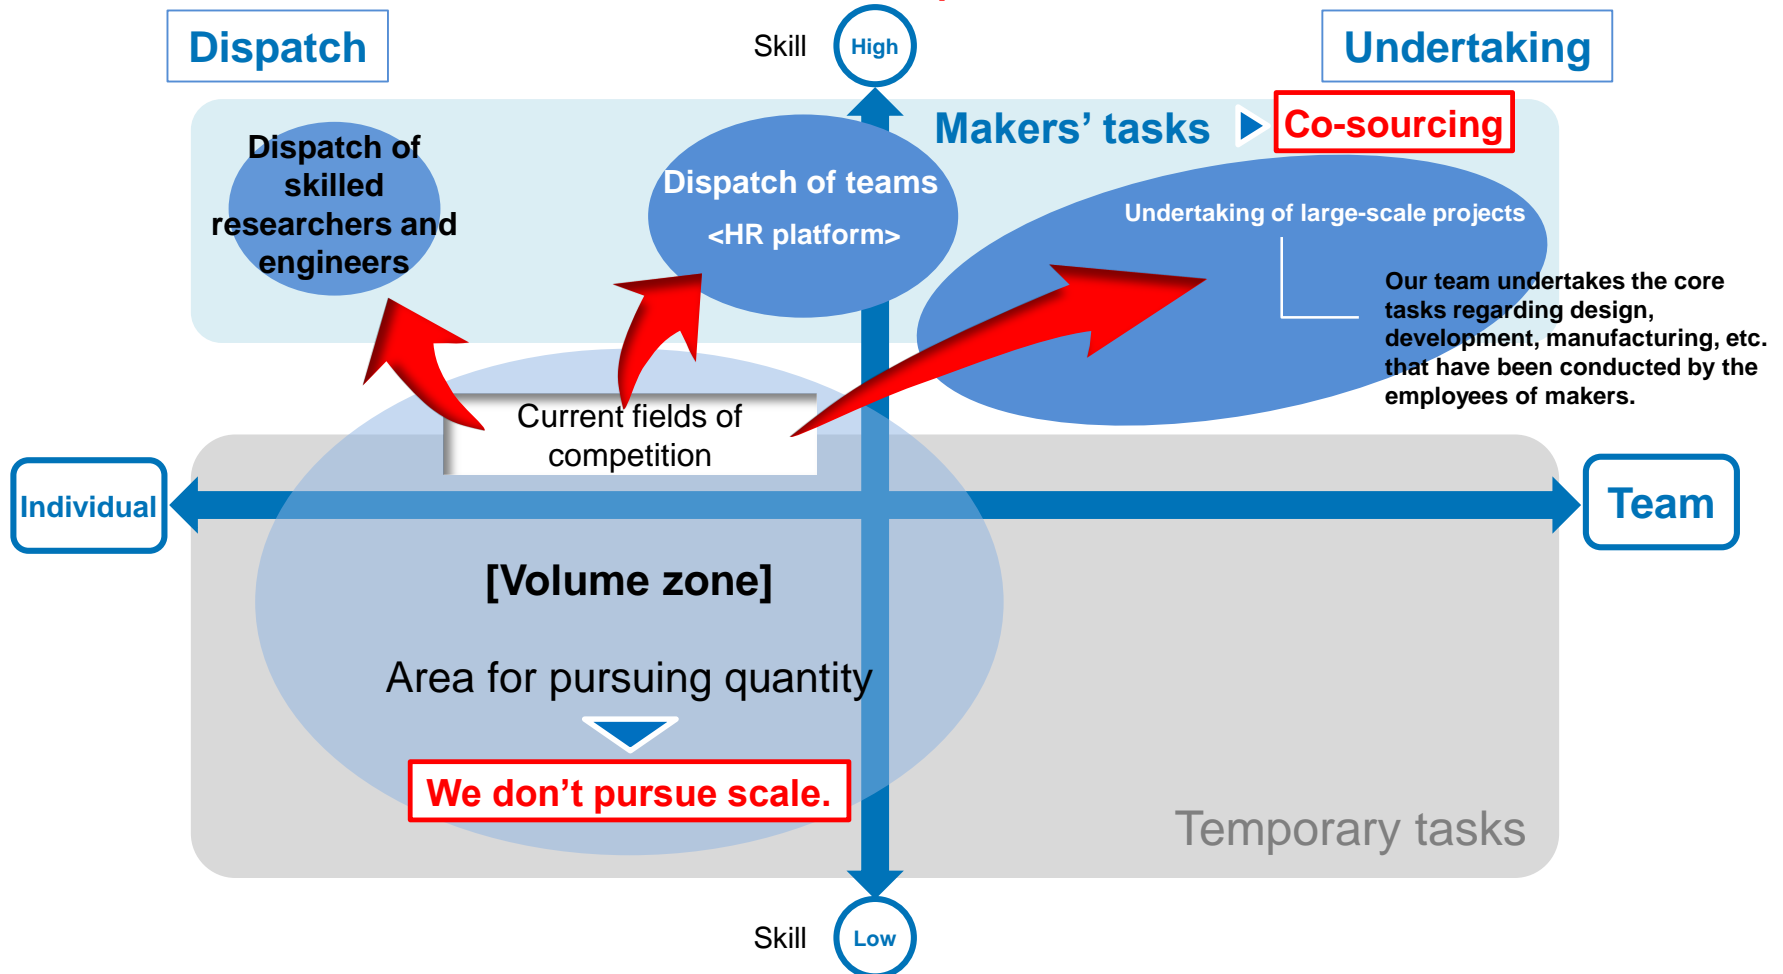 Skill
High
Dispatch
Undertaking
Makers’ tasks
Co-sourcing
Dispatch of
skilled
researchers and
engineers
Dispatch of teams
<HR platform>
Undertaking of large-scale projects
Our team undertakes the core
tasks regarding design,
development, manufacturing, etc.
that have been conducted by the
employees of makers.
Current fields of
competition
Individual
Team
[Volume zone]
Area for pursuing quantity
We don’t pursue scale.
Temporary tasks
Skill
Low